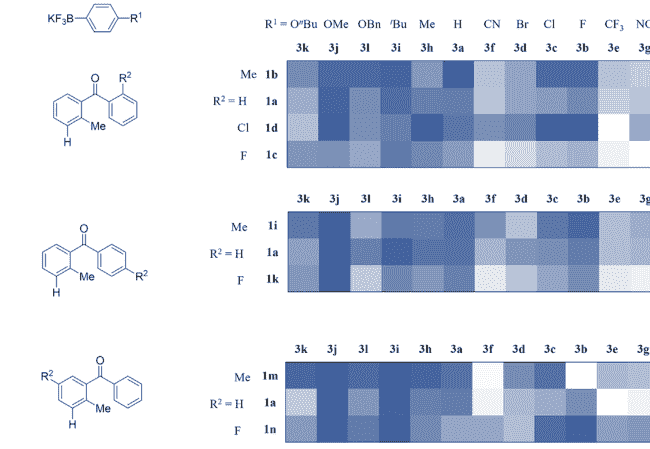 KF3B R1
R1 = OnBu OMe OBn tBu Me H CN Br Cl F CF3 NO
3k 3j 3l 3i 3h 3a 3f 3d 3c 3b 3e 3g
O R2
Me
H
Me 1b
R2 = H 1a
Cl 1d
F 1c
3k 3j 3l 3i 3h 3a 3f 3d 3c 3b 3e 3g
O
Me
R2
H
Me 1i
R2 = H 1a
F 1k
3k 3j 3l 3i 3h 3a 3f 3d 3c 3b 3e 3g
R2 O
Me
H
Me 1m
R2 = H 1a
F 1n